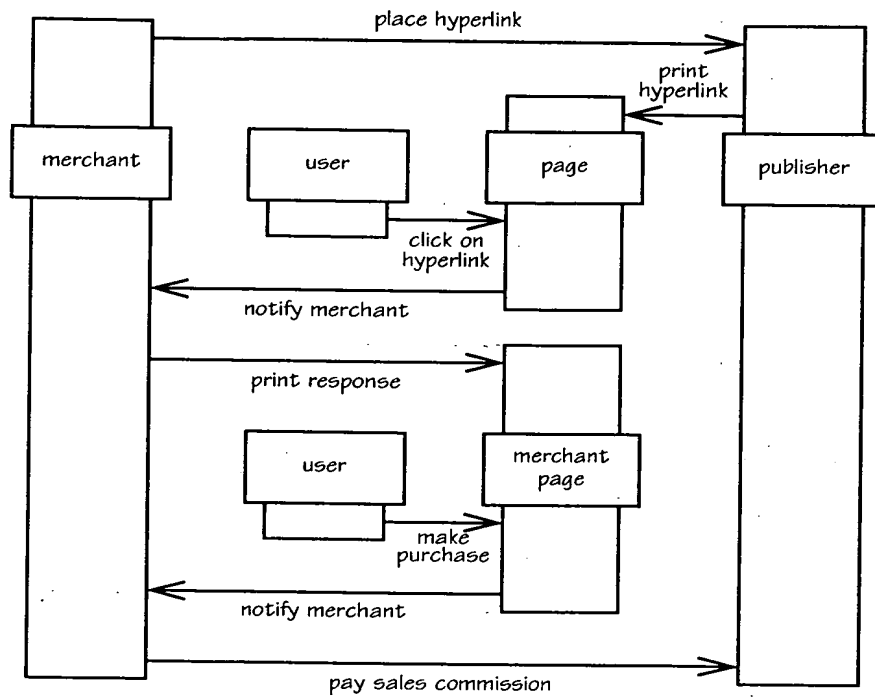 place hyperlink
print
hyperlink
merchant
user
page
publisher
click on
hyperlink
notify merchant
print response
user
merchant
page
make
purchase
notify merchant
pay sales commission